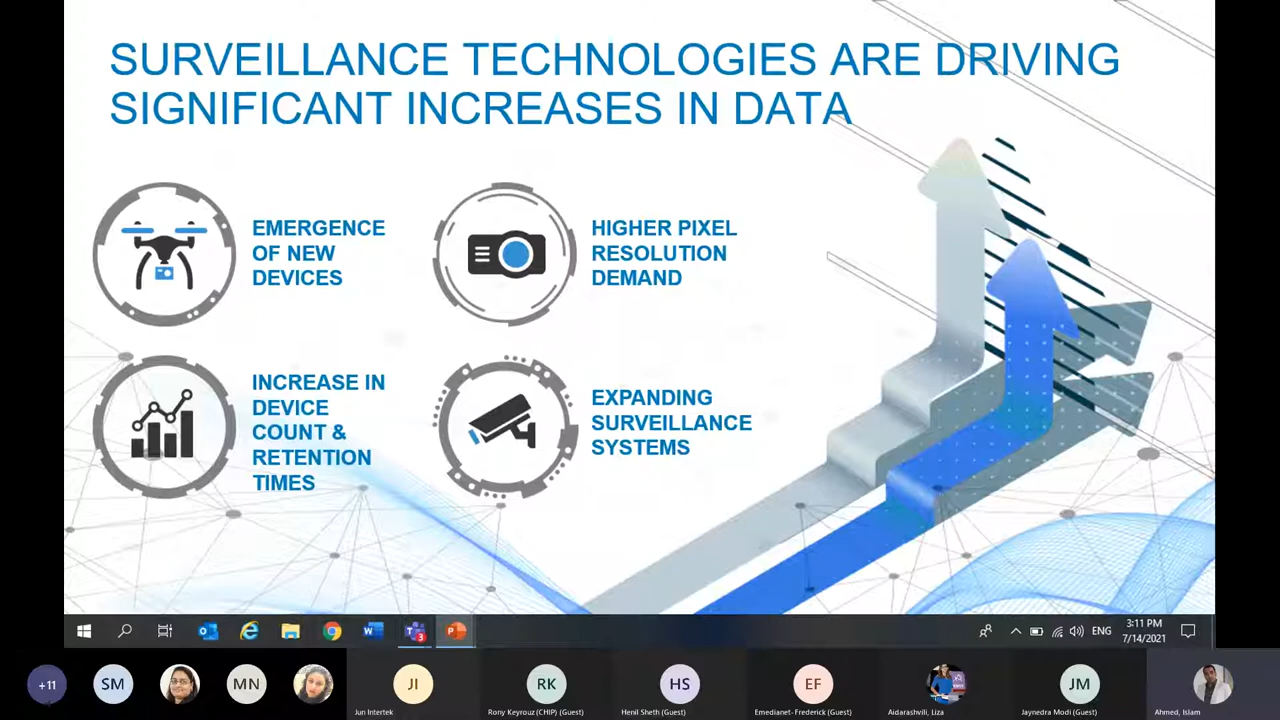 SURVEILLANCE TECHNOLOGIES ARE DRIVING
SIGNIFICANT INCREASES IN DATA
EMERGENCE
OF NEW
DEVICES
HIGHER PIXEL
RESOLUTION
DEMAND
INCREASE IN
DEVICE
COUNT &
RETENTION
TIMES
EXPANDING
SURVEILLANCE
SYSTEMS
3
ENG
3:11 PM
7/14/2021
+11
SM
MN
JI
Jun Intertek
RK
Rony Keyrouz (CHIP) (Guest)
HS
Henil Sheth (Guest)
EF
Emedianet- Frederick (Guest)
Aidarashvili, Liza
JM
Jaynedra Modi (Guest)
Ahmed, Islam